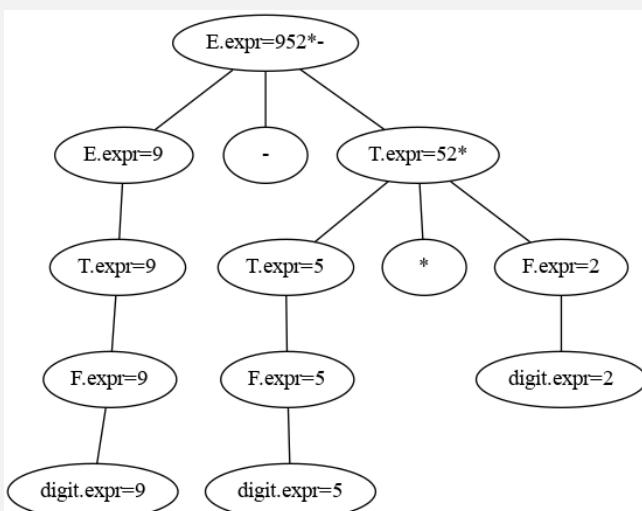 E.expr=952*-
E.expr=9
-
T.expr=52*
T.expr=9
T.expr=5
*
F.expr=2
F.expr=9
F.expr=5
digit.expr=2
digit.expr=9
digit.expr=5